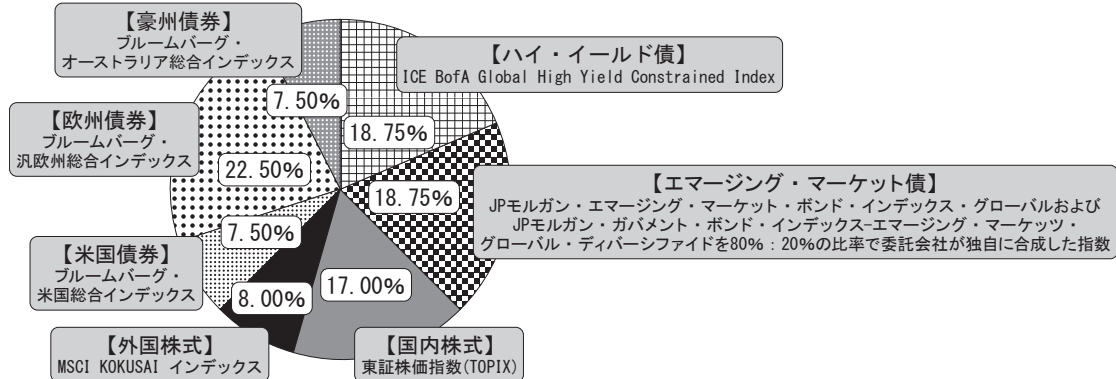 【豪州債券】
ブルームバーグ・
オーストラリア総合インデックス
7.50%
【ハイ・イールド債】
ICE BofA Global High Yield Constrained Index
18.75%
【欧州債券】
ブルームバーグ・
汎欧州総合インデックス
22.50%
【エマージング・マーケット債】
JPモルガン・エマージング・マーケット・ボンド・インデックス・グローバルおよび
JPモルガン・ガバメント・ボンド・インデックス-エマージング・マーケッツ・
グローバル・ディバーシファイドを80%:20%の比率で委託会社が独自に合成した指数
18.75%
【米国債券】
ブルームバーグ・
米国総合インデックス
7.50%
【外国株式】
MSCI KOKUSAI インデックス
8.00%
【国内株式】
東証株価指数(TOPIX)
17.00%